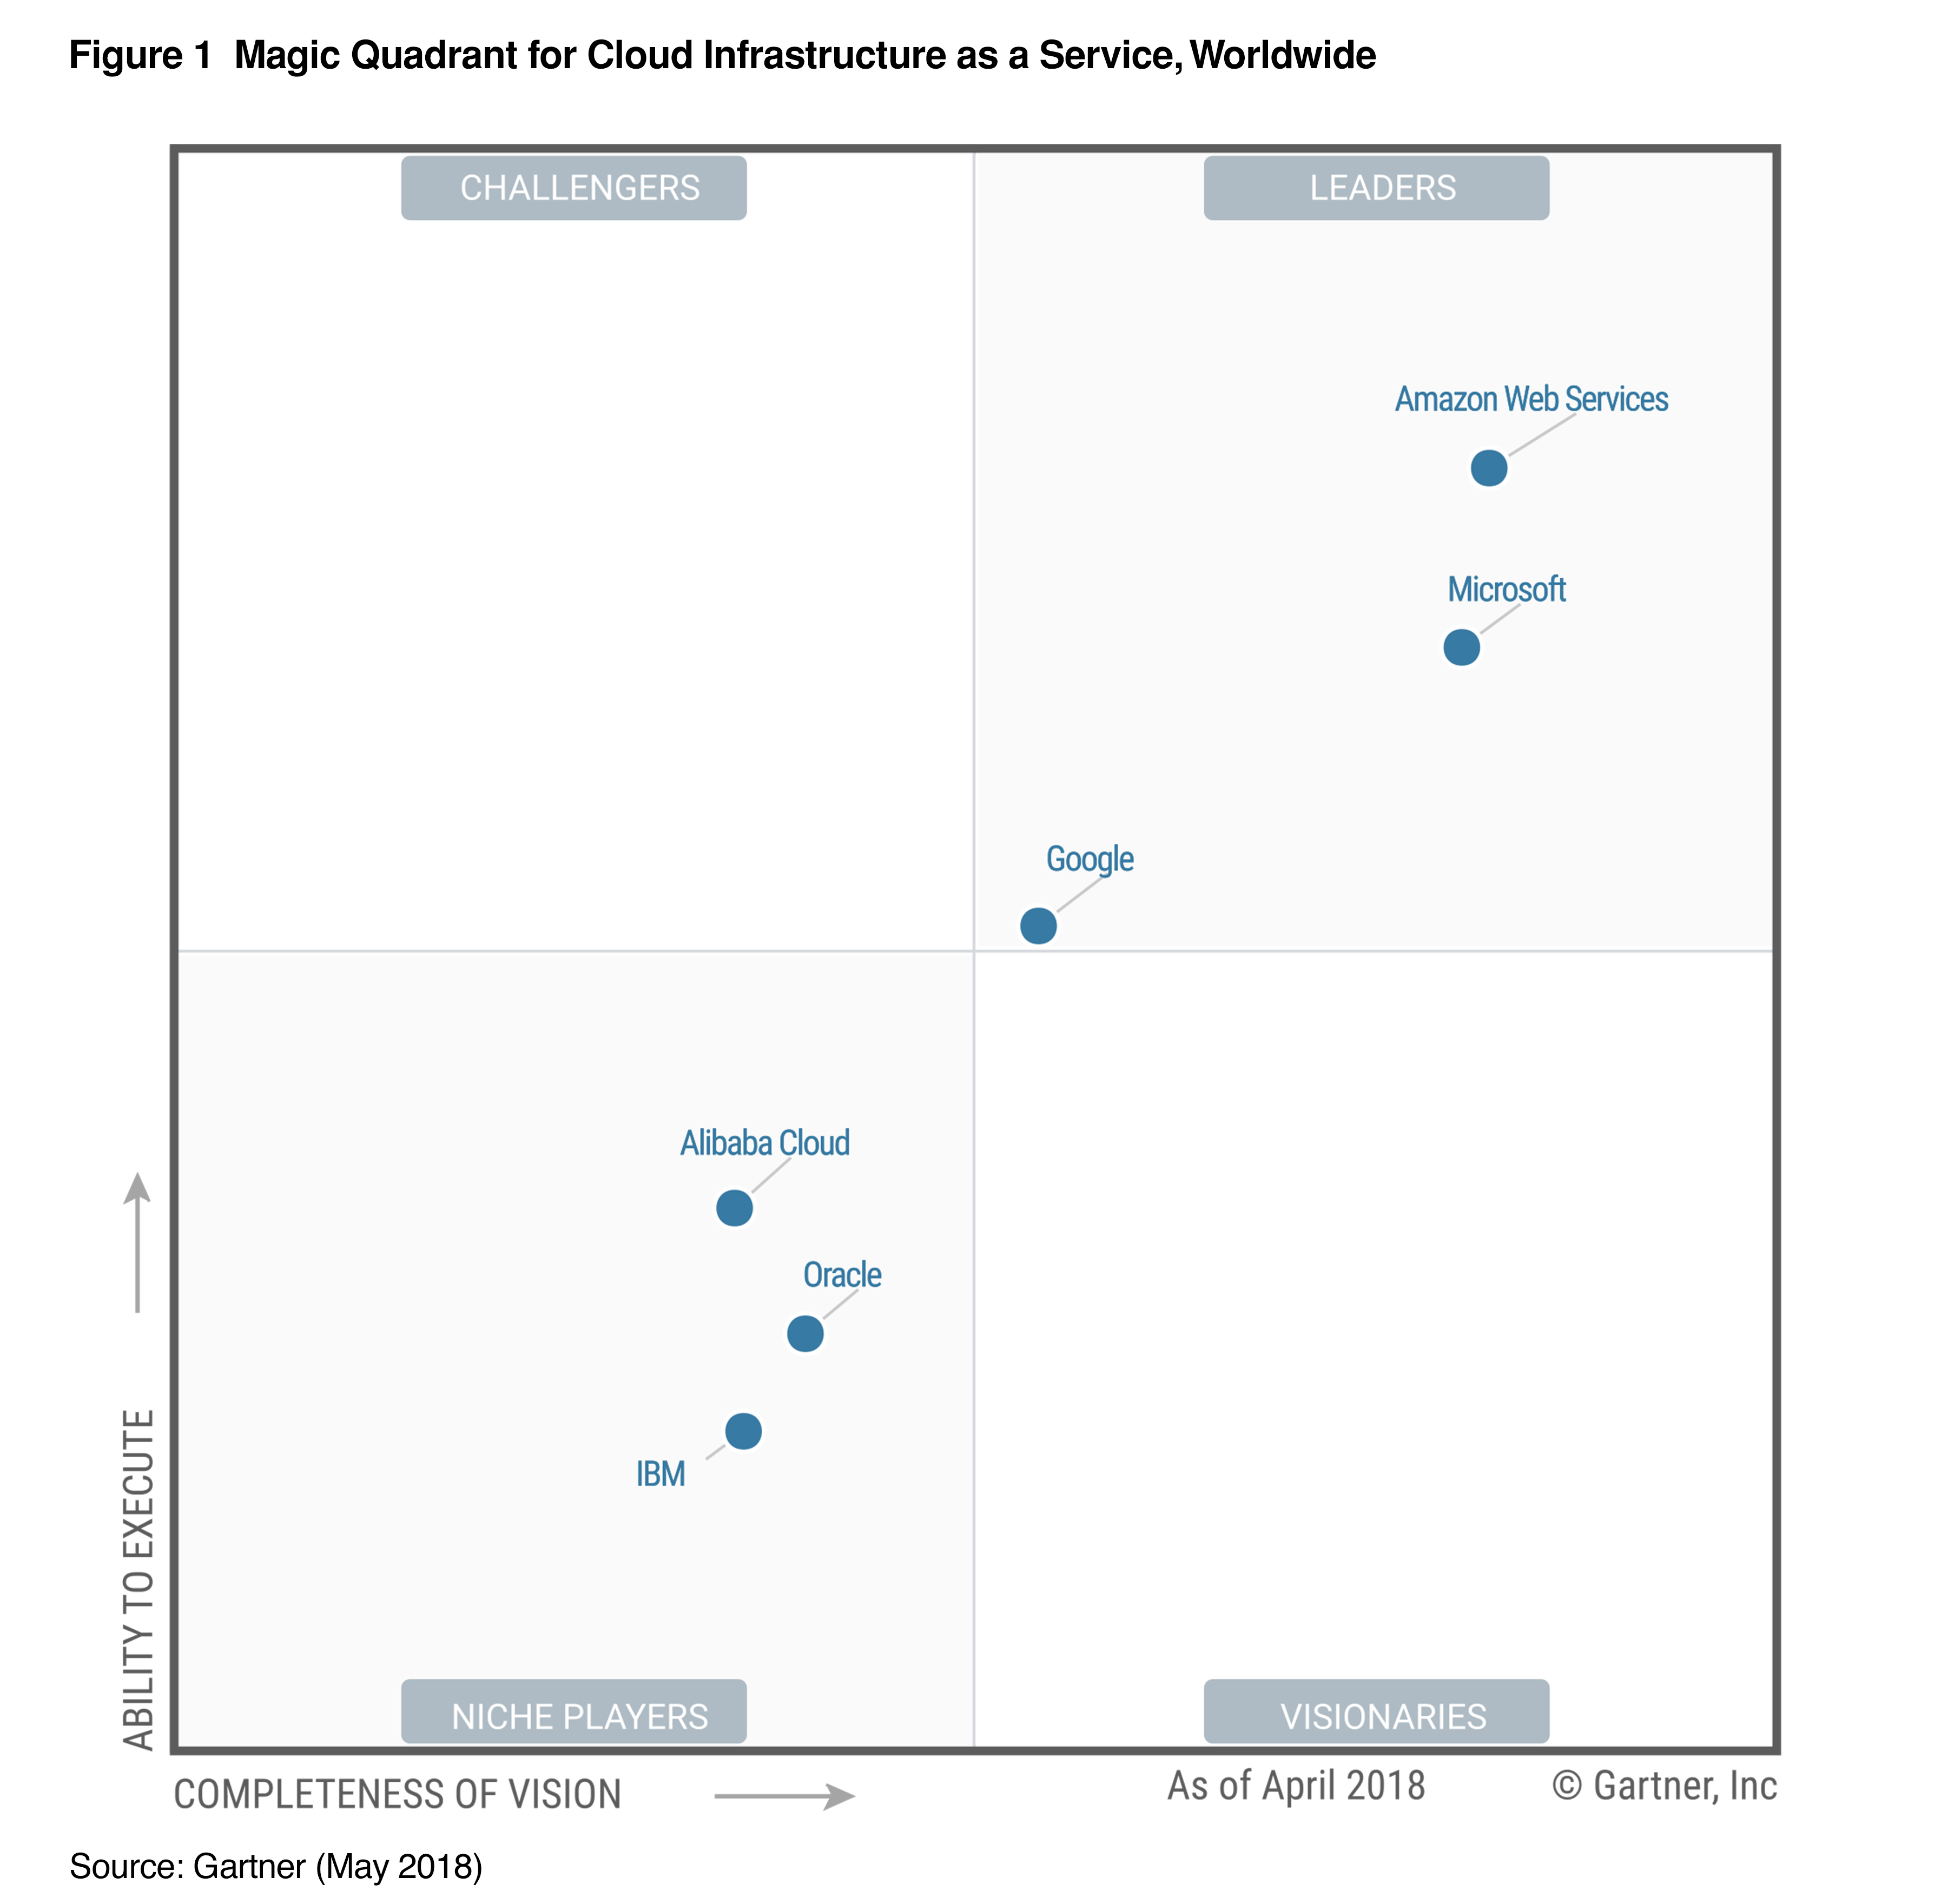 Figure 1  Magic Quadrant for Cloud Infrastructure as a Service, Worldwide
CHALLENGERS
LEADERS
Amazon Web Services
Microsoft
Google
Alibaba Cloud
Oracle
IBM
ABILITY TO EXECUTE
NICHE PLAYERS
VISIONARIES
COMPLETENESS OF VISION
As of April 2018
© Gartner, Inc
Source: Gartner (May 2018)